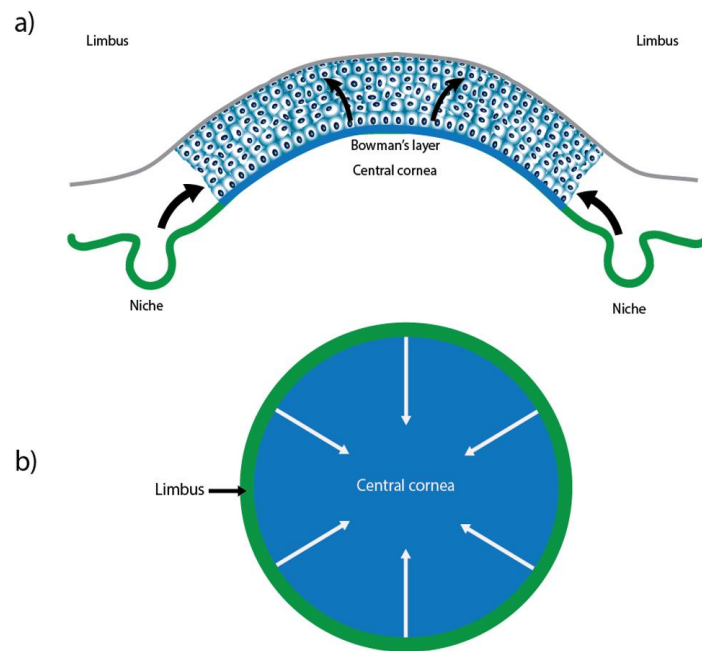 a)
Limbus
Limbus
Bowman's layer
Central cornea
Niche
Niche
b)
Limbus
Central cornea